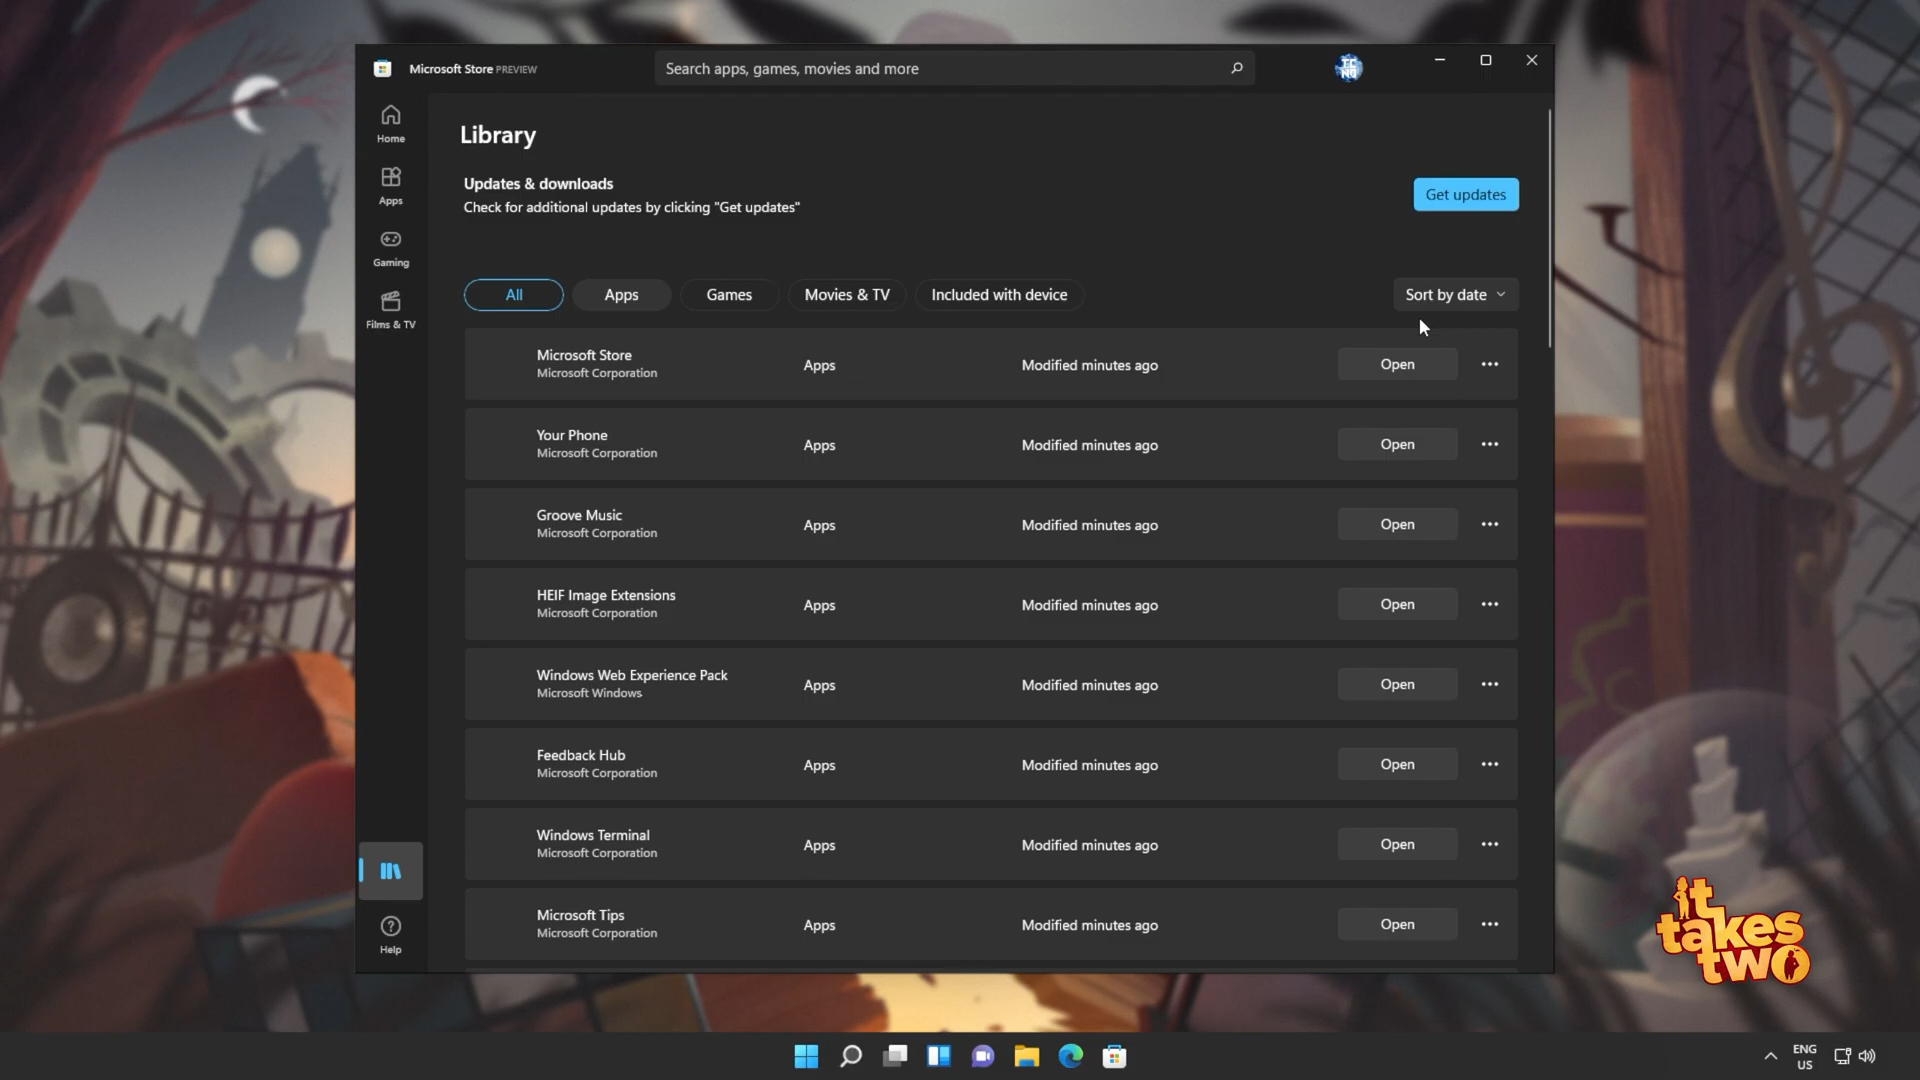 Microsoft Store PREVIEW
Search apps, games, movies and more
TC
NO
Home
Apps
Gaming
Films & TV
Help
Library
Updates & downloads
Check for additional updates by clicking "Get updates"
Get updates
All
Apps
Games
Movies & TV
Included with device
Sort by date
Microsoft Store
Microsoft Corporation
Apps
Modified minutes ago
Open
Your Phone
Microsoft Corporation
Apps
Modified minutes ago
Open
Groove Music
Microsoft Corporation
Apps
Modified minutes ago
Open
HEIF Image Extensions
Microsoft Corporation
Apps
Modified minutes ago
Open
Windows Web Experience Pack
Microsoft Windows
Apps
Modified minutes ago
Open
Feedback Hub
Microsoft Corporation
Apps
Modified minutes ago
Open
Windows Terminal
Microsoft Corporation
Apps
Modified minutes ago
Open
Microsoft Tips
Microsoft Corporation
Apps
Modified minutes ago
Open
it
takes
two
ENG
US